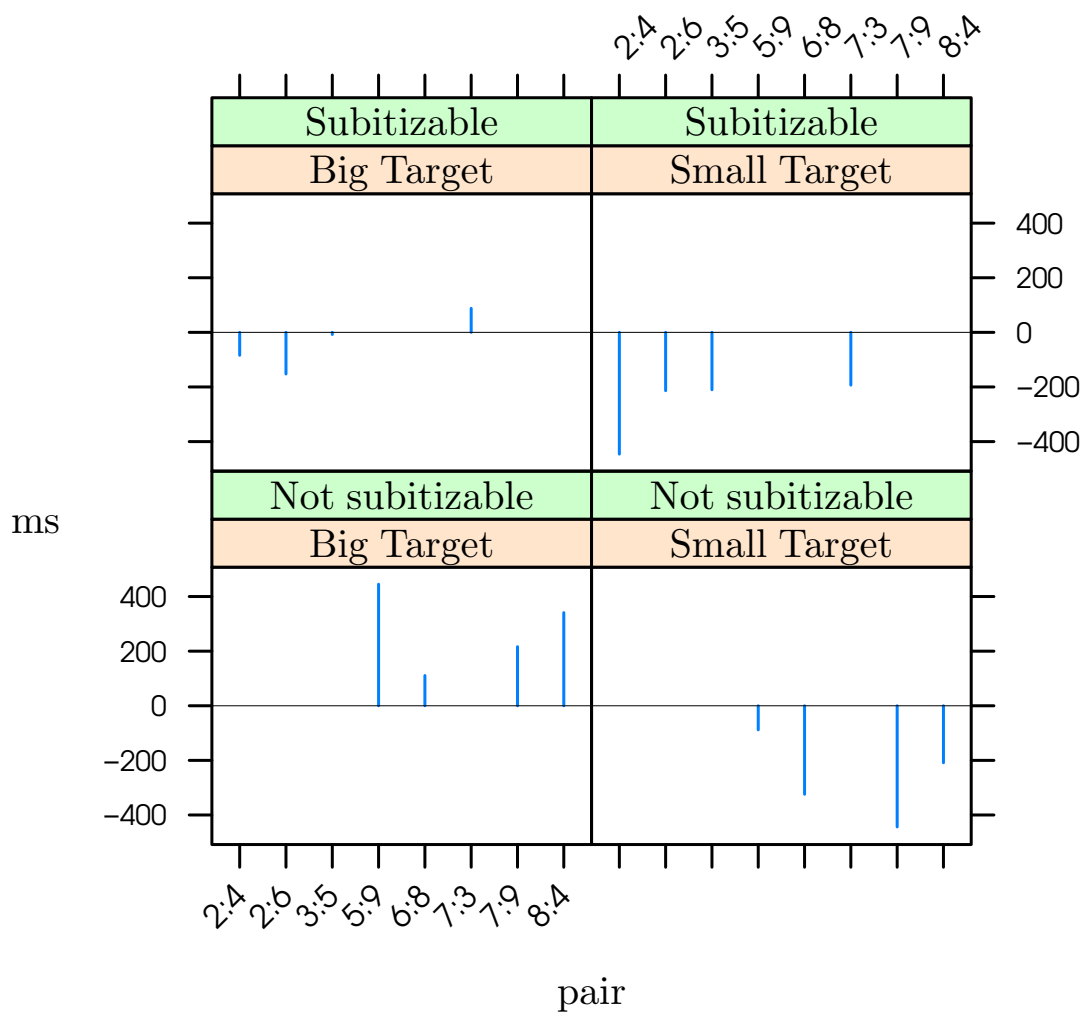 2:4 2:6 3:5 5:9 6:8 7:3 7:9 8:4
Subitizable Subitizable
Big Target Small Target
400
200
0
−200
−400
Not subitizable Not subitizable
ms
Big Target Small Target
400
200
0
−200
−400
2:4 2:6 3:5 5:9 6:8 7:3 7:9 8:4
pair